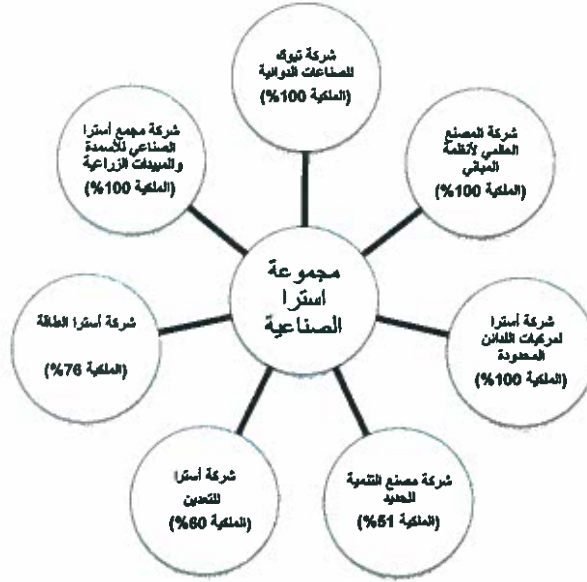 شركة تبوك
للصناعات الدوائية
(الملكية 100%)
شركة المصنع
العالمي لأنظمة
المباني
(الملكية 100%)
شركة أسترا
لمركبات اللدائن
المحدودة
(الملكية 100%)
شركة مصنع التنمية
للحديد
(الملكية 51%)
شركة أسترا
للتعدين
(الملكية 60%)
شركة أسترا الطاقة
(الملكية 76%)
شركة مجمع أسترا
الصناعي للأسمدة
والمبيدات الزراعية
(الملكية 100%)
مجموعة
استرا
الصناعية